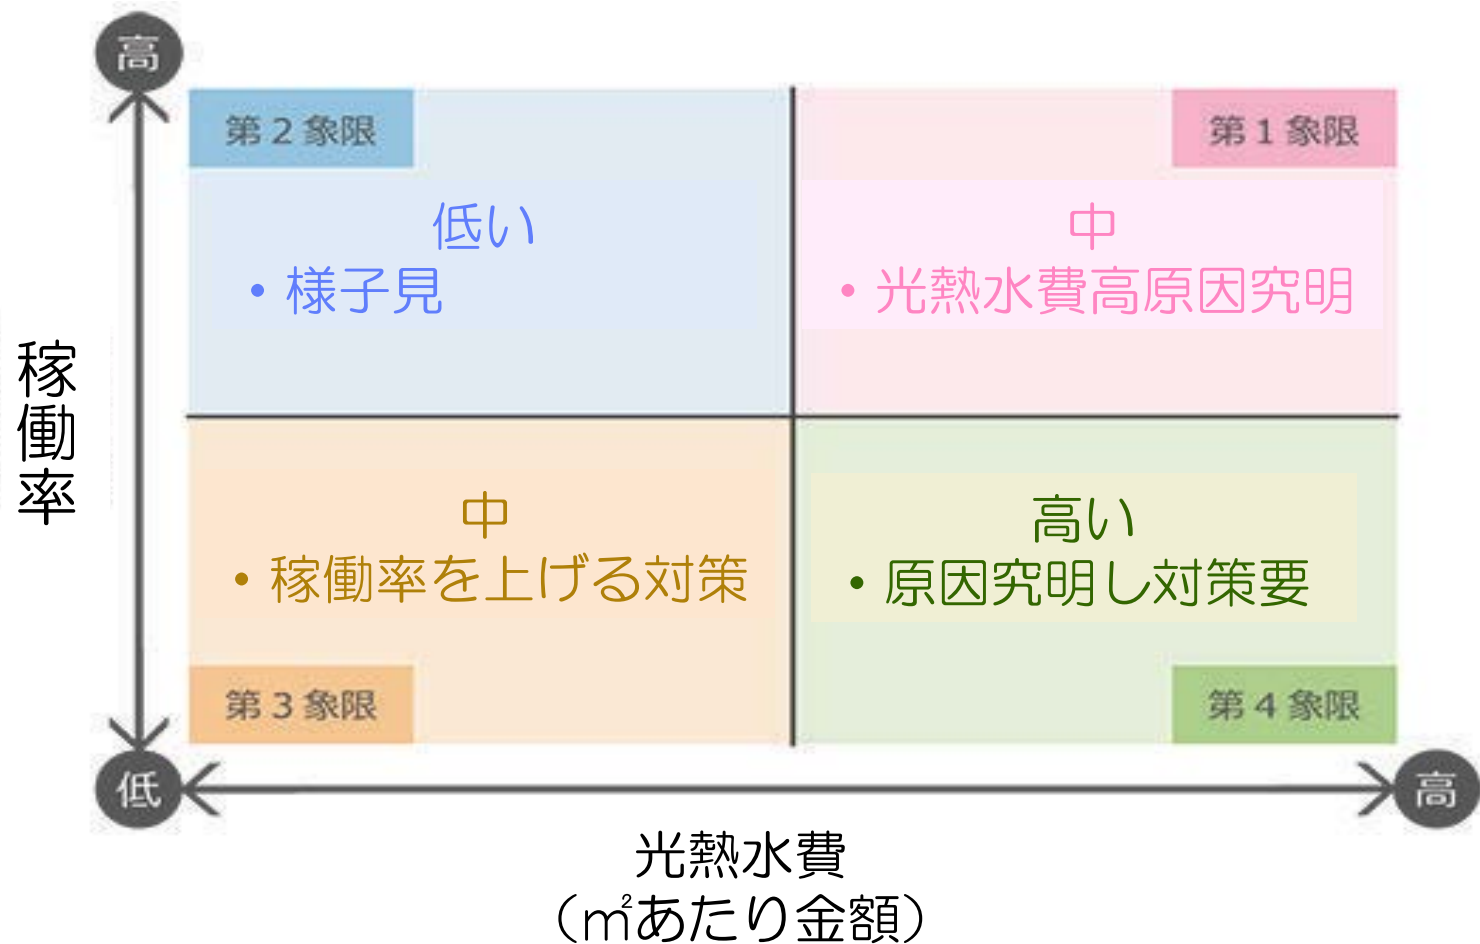 高
第2象限
第1象限
低い
・様子見
中
・光熱水費高原因究明
稼働率
中
・稼働率を上げる対策
高い
・原因究明し対策要
第3象限
第4象限
低
高
光熱水費
（㎡あたり金額）